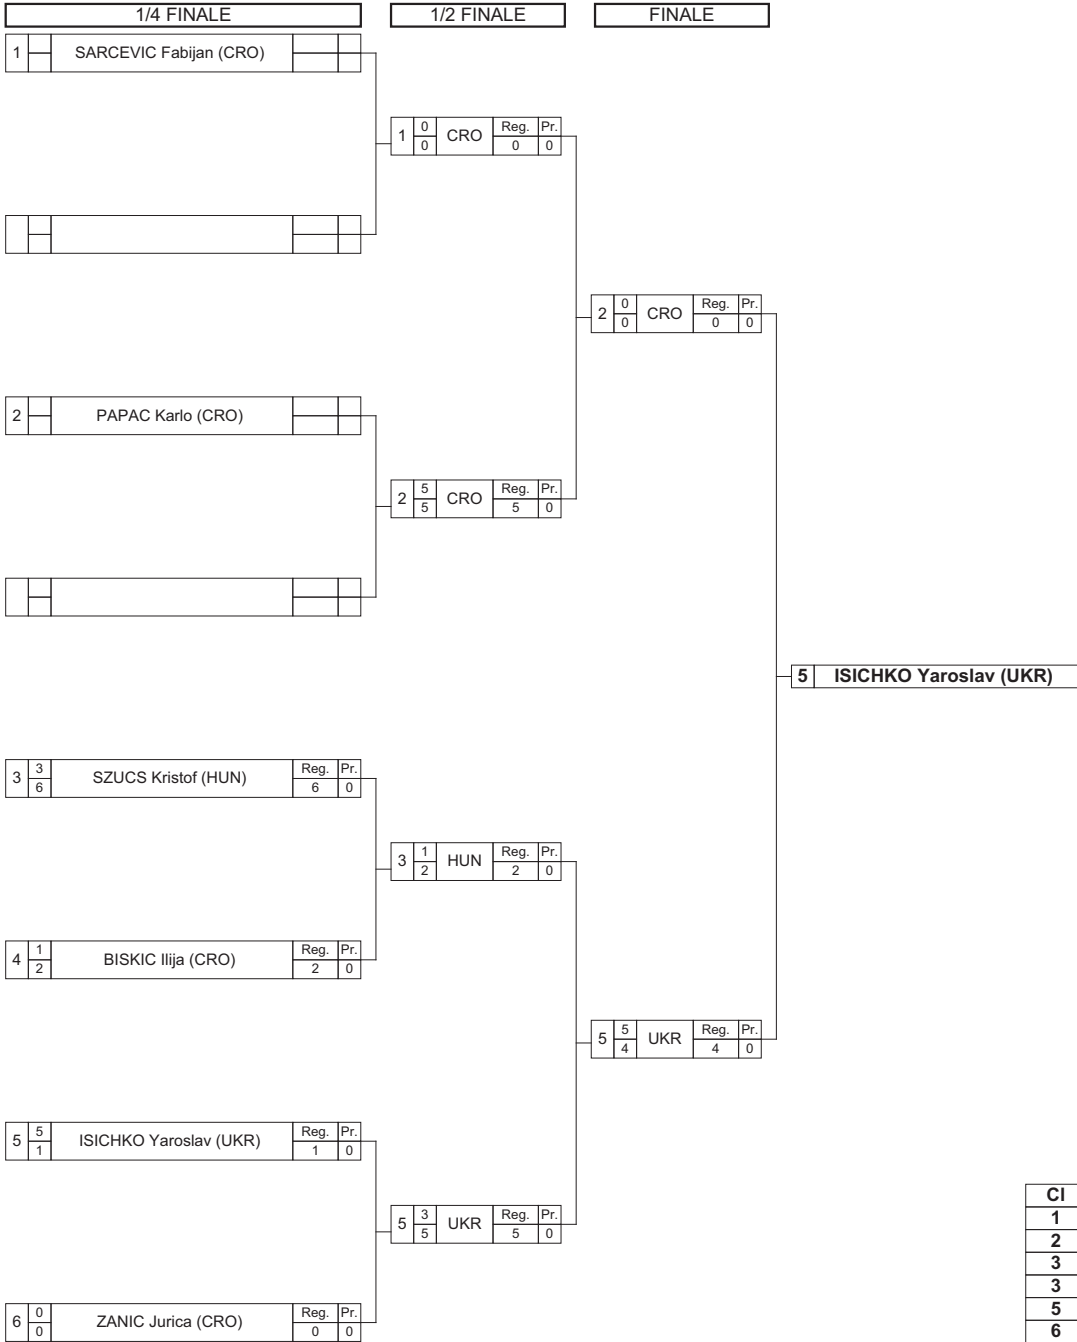 1/4 FINALE 1/2 FINALE FINALE
1 SARCEVIC Fabijan (CRO)
1 0 0 CRO Reg. Pr. 0 0
2 0 0 CRO Reg. Pr. 0 0
2 PAPAC Karlo (CRO)
2 5 5 CRO Reg. Pr. 5 0
5 ISICHKO Yaroslav (UKR)
3 3 6 SZUCS Kristof (HUN) Reg. Pr. 6 0
3 1 2 HUN Reg. Pr. 2 0
4 1 2 BISKIC Ilija (CRO) Reg. Pr. 2 0
5 5 4 UKR Reg. Pr. 4 0
5 5 1 ISICHKO Yaroslav (UKR) Reg. Pr. 1 0
5 3 5 UKR Reg. Pr. 5 0
6 0 0 ZANIC Jurica (CRO) Reg. Pr. 0 0
Cl
1
2
3
3
5
6